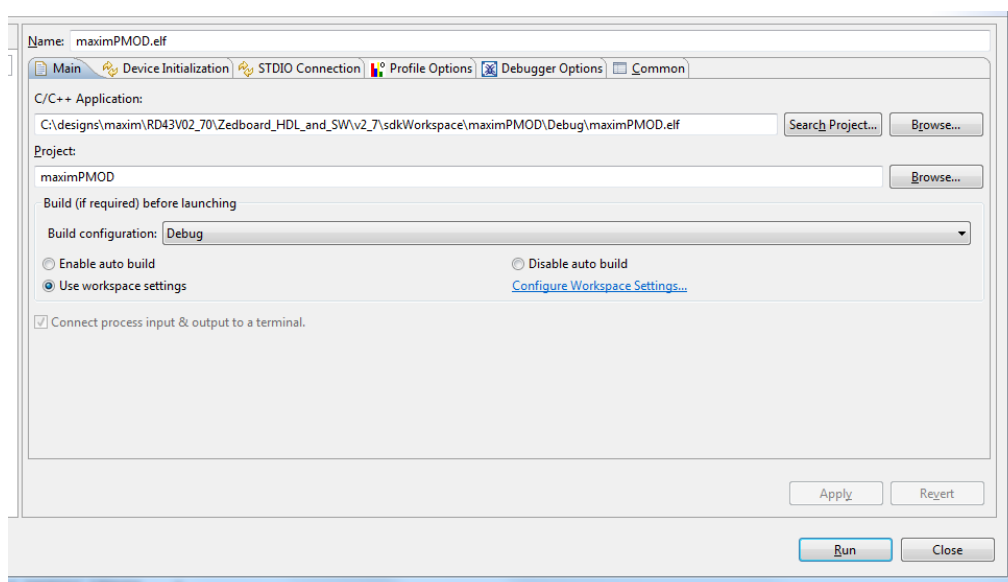 Name: maximPMOD.elf
Main Device Initialization STDIO Connection Profile Options Debugger Options Common
C/C++ Application:
C:\designs\maxim\RD43V02_70\Zedboard_HDL_and_SW\v2_7\sdkWorkspace\maximPMOD\Debug\maximPMOD.elf Search Project... Browse...
Project:
maximPMOD Browse...
Build (if required) before launching
Build configuration: Debug
Enable auto build Disable auto build
Use workspace settings Configure Workspace Settings...
Connect process input & output to a terminal.
Apply Revert
Run Close